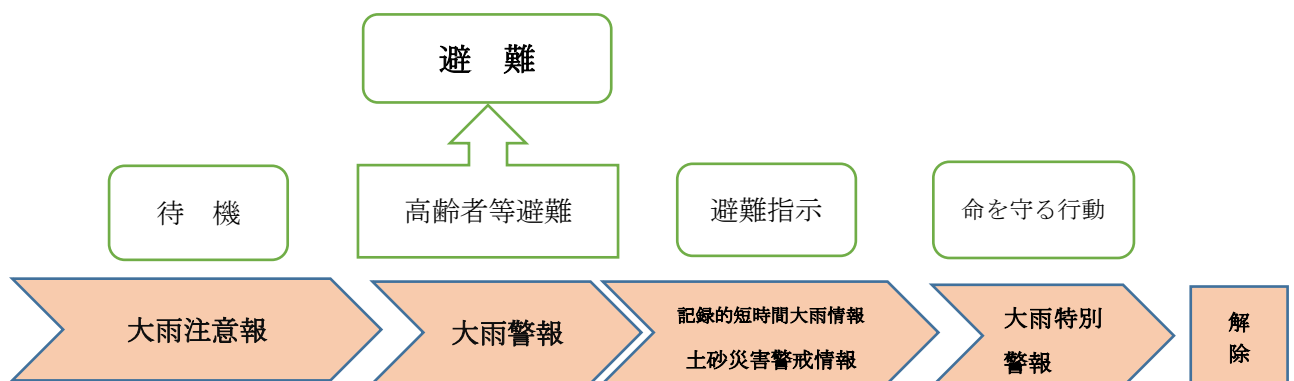 避　難
待　機
高齢者等避難
避難指示
命を守る行動
大雨注意報
大雨警報
記録的短時間大雨情報
土砂災害警戒情報
大雨特別
警報
解
除